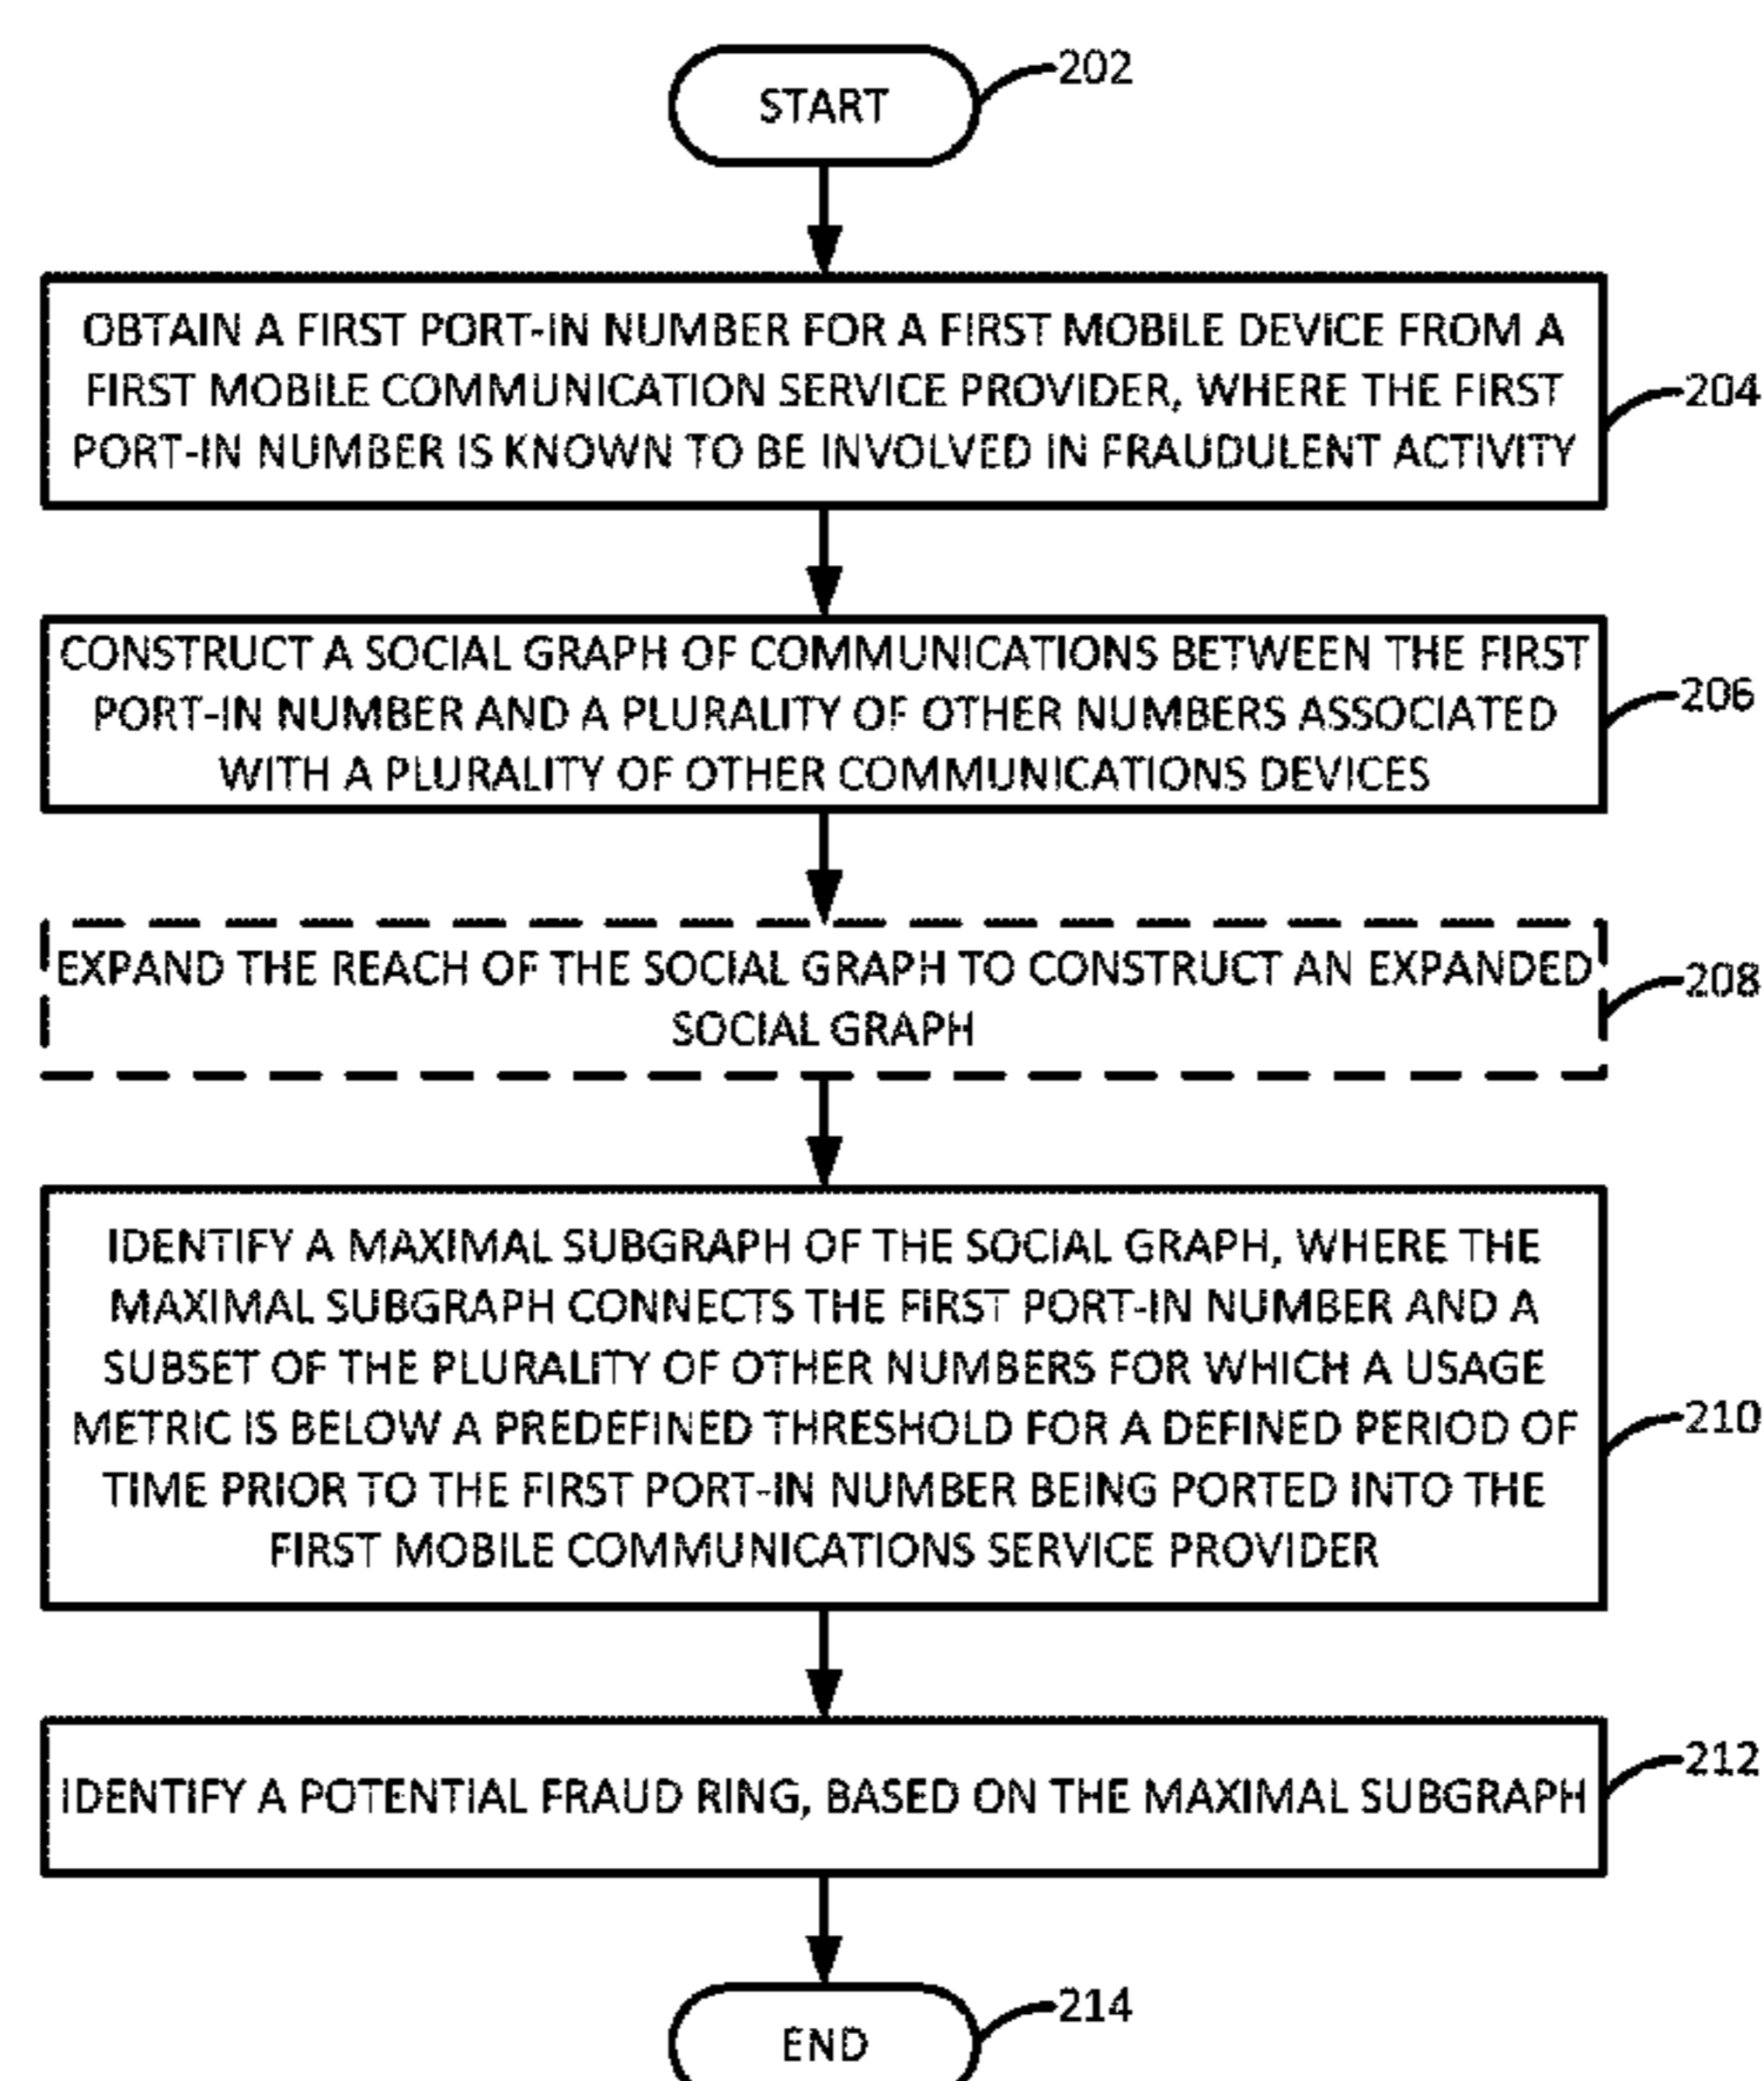 START
202
OBTAIN A FIRST PORT-IN NUMBER FOR A FIRST MOBILE DEVICE FROM A
FIRST MOBILE COMMUNICATION SERVICE PROVIDER, WHERE THE FIRST
PORT-IN NUMBER IS KNOWN TO BE INVOLVED IN FRAUDULENT ACTIVITY
204
CONSTRUCT A SOCIAL GRAPH OF COMMUNICATIONS BETWEEN THE FIRST
PORT-IN NUMBER AND A PLURALITY OF OTHER NUMBERS ASSOCIATED
WITH A PLURALITY OF OTHER COMMUNICATIONS DEVICES
206
EXPAND THE REACH OF THE SOCIAL GRAPH TO CONSTRUCT AN EXPANDED
SOCIAL GRAPH
208
IDENTIFY A MAXIMAL SUBGRAPH OF THE SOCIAL GRAPH, WHERE THE
MAXIMAL SUBGRAPH CONNECTS THE FIRST PORT-IN NUMBER AND A
SUBSET OF THE PLURALITY OF OTHER NUMBERS FOR WHICH A USAGE
METRIC IS BELOW A PREDEFINED THRESHOLD FOR A DEFINED PERIOD OF
TIME PRIOR TO THE FIRST PORT-IN NUMBER BEING PORTED INTO THE
FIRST MOBILE COMMUNICATIONS SERVICE PROVIDER
210
IDENTIFY A POTENTIAL FRAUD RING, BASED ON THE MAXIMAL SUBGRAPH
212
END
214